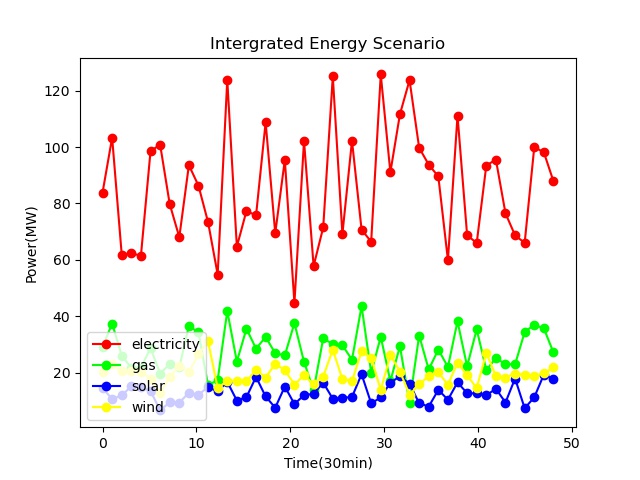 Intergrated Energy Scenario
Power(MW)
120
100
80
60
40
20
electricity
gas
solar
wind
0 10 20 30 40 50
Time(30min)